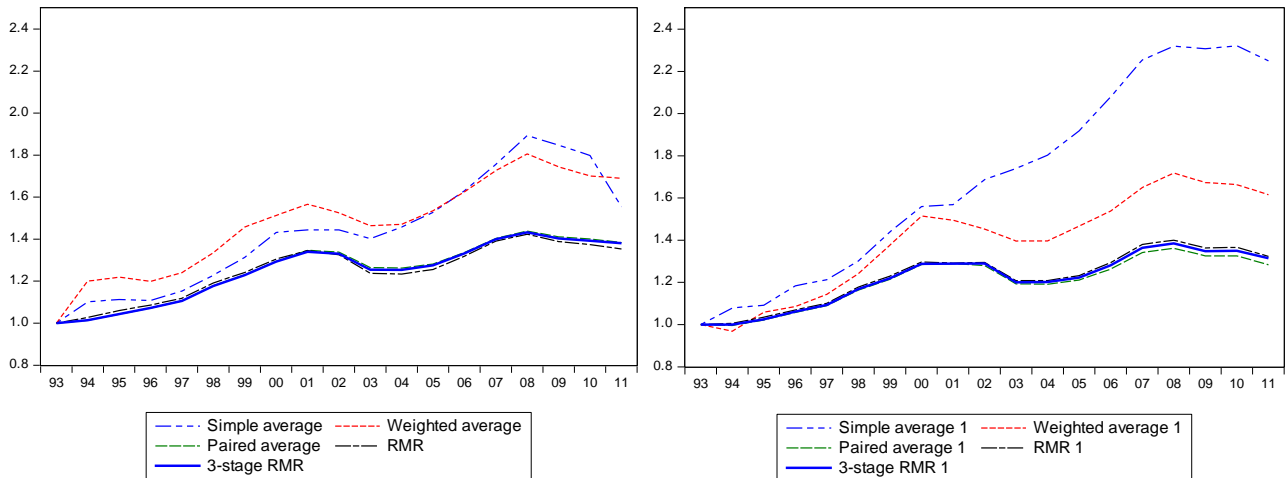 2.4
2.2
2.0
1.8
1.6
1.4
1.2
1.0
0.8
93 94 95 96 97 98 99 00 01 02 03 04 05 06 07 08 09 10 11
Simple average Weighted average
Paired average RMR
3-stage RMR
2.4
2.2
2.0
1.8
1.6
1.4
1.2
1.0
0.8
93 94 95 96 97 98 99 00 01 02 03 04 05 06 07 08 09 10 11
Simple average 1 Weighted average 1
Paired average 1 RMR 1
3-stage RMR 1